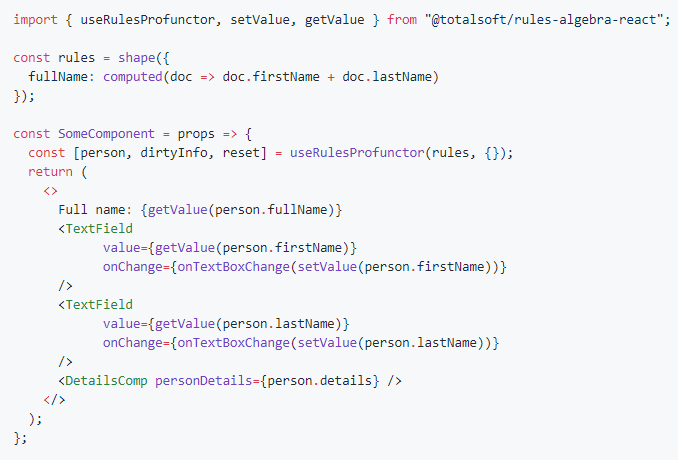 import { useRulesProfunctor, setValue, getValue } from "@totalsoft/rules-algebra-react";

const rules = shape({
  fullName: computed(doc => doc.firstName + doc.lastName)
});

const SomeComponent = props => {
  const [person, dirtyInfo, reset] = useRulesProfunctor(rules, {});
  return (
    <>
      Full name: {getValue(person.fullName)}
      <TextField
            value={getValue(person.firstName)}
            onChange={onTextBoxChange(setValue(person.firstName))}
      />
      <TextField
            value={getValue(person.lastName)}
            onChange={onTextBoxChange(setValue(person.lastName))}
      />
      <DetailsComp personDetails={person.details} />
    </>
  );
};